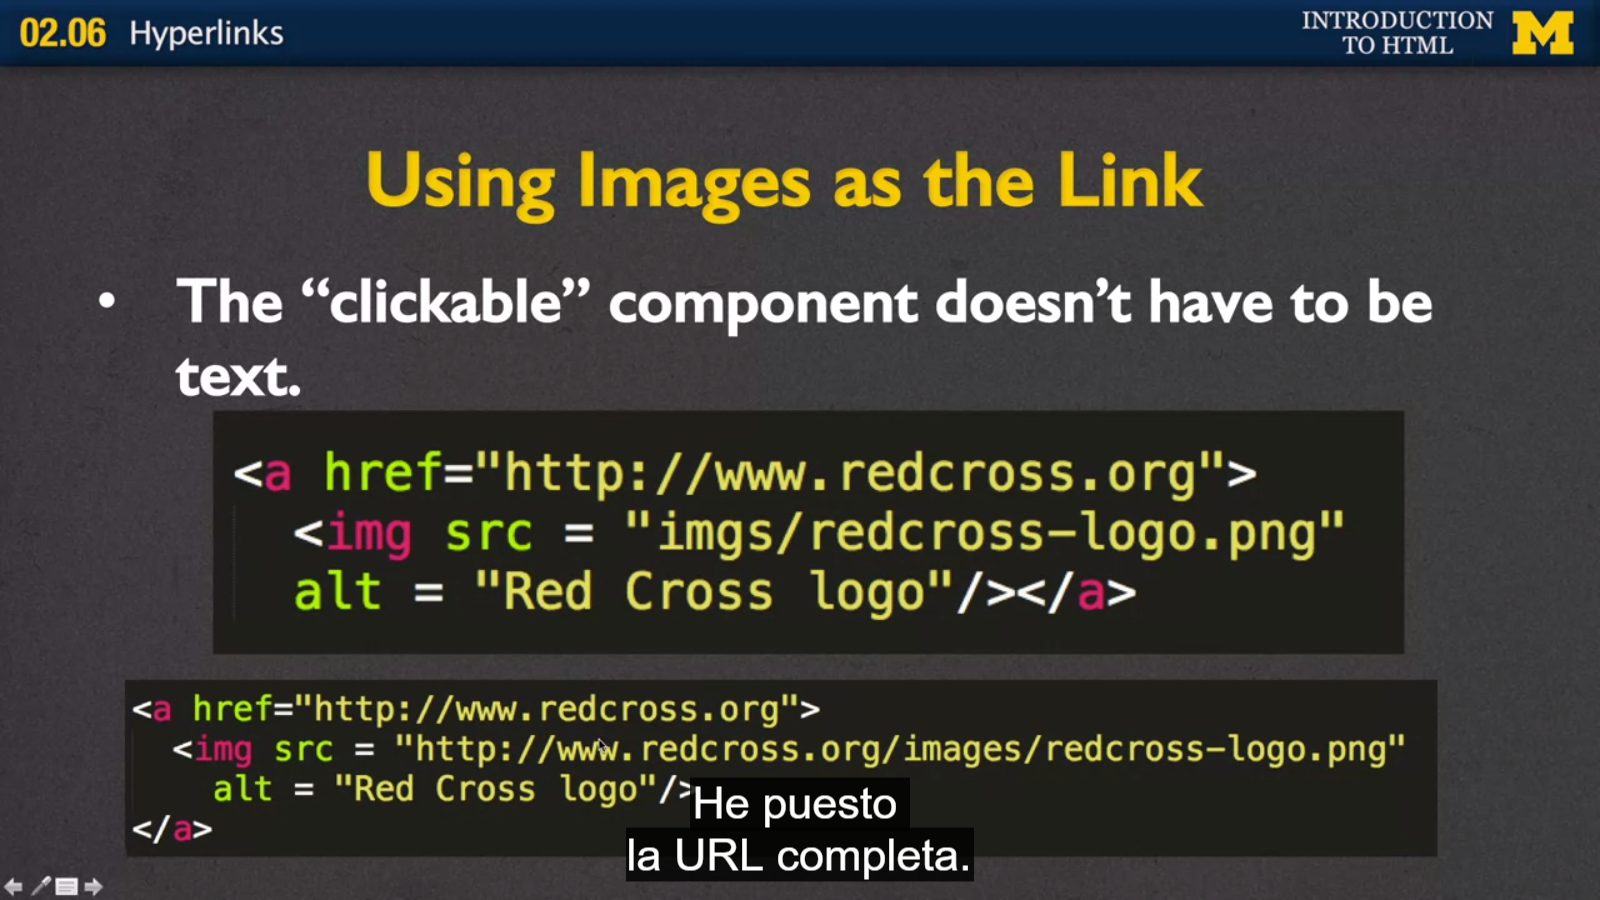 02.06 Hyperlinks
INTRODUCTION
TO HTML
M
Using Images as the Link
• The “clickable” component doesn’t have to be
text.
<a href="http://www.redcross.org">
<img src = "imgs/redcross-logo.png"
alt = "Red Cross logo"/></a>
<a href="http://www.redcross.org">
<img src = "http://www.redcross.org/images/redcross-logo.png"
alt = "Red Cross logo"/>
</a>
He puesto
la URL completa.